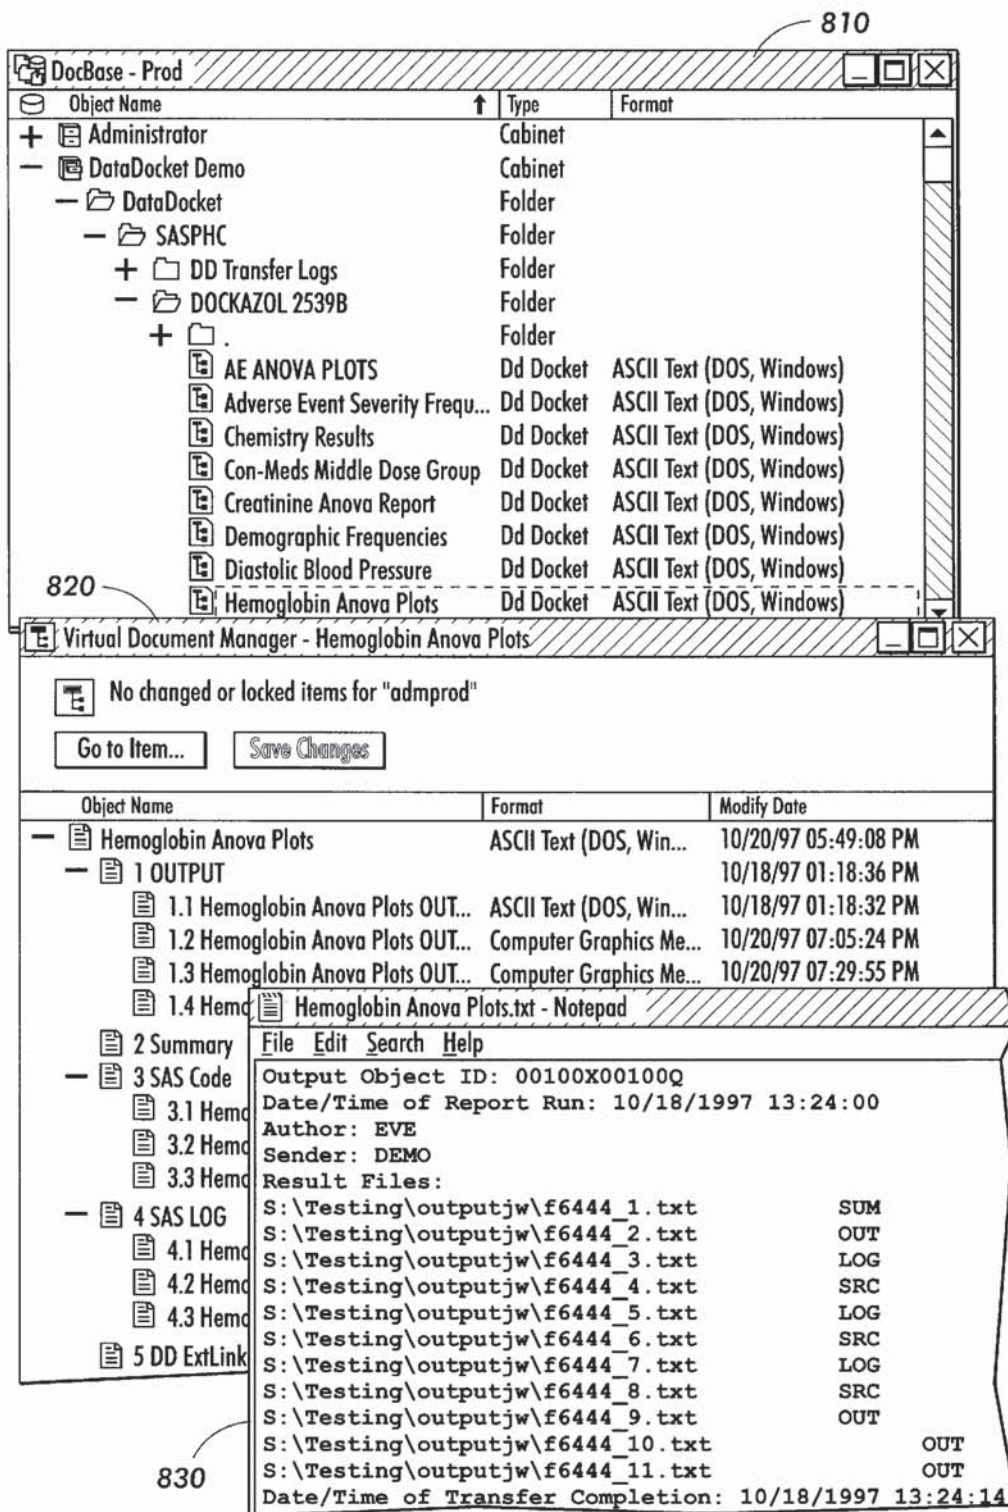 810
DocBase - Prod
Object Name Type Format
+ Administrator Cabinet
— DataDocket Demo Cabinet
— DataDocket Folder
— SASPHC Folder
+ DD Transfer Logs Folder
— DOCKAZOL 2539B Folder
+ . Folder
AE ANOVA PLOTS Dd Docket ASCII Text (DOS, Windows)
Adverse Event Severity Frequ... Dd Docket ASCII Text (DOS, Windows)
Chemistry Results Dd Docket ASCII Text (DOS, Windows)
Con-Meds Middle Dose Group Dd Docket ASCII Text (DOS, Windows)
Creatinine Anova Report Dd Docket ASCII Text (DOS, Windows)
Demographic Frequencies Dd Docket ASCII Text (DOS, Windows)
Diastolic Blood Pressure Dd Docket ASCII Text (DOS, Windows)
820
Hemoglobin Anova Plots Dd Docket ASCII Text (DOS, Windows)
Virtual Document Manager - Hemoglobin Anova Plots
No changed or locked items for "admprod"
Go to Item... Save Changes
Object Name Format Modify Date
— Hemoglobin Anova Plots ASCII Text (DOS, Win... 10/20/97 05:49:08 PM
— 1 OUTPUT 10/18/97 01:18:36 PM
1.1 Hemoglobin Anova Plots OUT... ASCII Text (DOS, Win... 10/18/97 01:18:32 PM
1.2 Hemoglobin Anova Plots OUT... Computer Graphics Me... 10/20/97 07:05:24 PM
1.3 Hemoglobin Anova Plots OUT... Computer Graphics Me... 10/20/97 07:29:55 PM
1.4 Hemo
2 Summary
— 3 SAS Code
3.1 Hemo
3.2 Hemo
3.3 Hemo
— 4 SAS LOG
4.1 Hemo
4.2 Hemo
4.3 Hemo
5 DD ExtLink
Hemoglobin Anova Plots.txt - Notepad
File Edit Search Help
Output Object ID: 00100X00100Q
Date/Time of Report Run: 10/18/1997 13:24:00
Author: EVE
Sender: DEMO
Result Files:
S:\Testing\outputjw\f6444_1.txt SUM
S:\Testing\outputjw\f6444_2.txt OUT
S:\Testing\outputjw\f6444_3.txt LOG
S:\Testing\outputjw\f6444_4.txt SRC
S:\Testing\outputjw\f6444_5.txt LOG
S:\Testing\outputjw\f6444_6.txt SRC
S:\Testing\outputjw\f6444_7.txt LOG
S:\Testing\outputjw\f6444_8.txt SRC
S:\Testing\outputjw\f6444_9.txt OUT
S:\Testing\outputjw\f6444_10.txt OUT
S:\Testing\outputjw\f6444_11.txt OUT
Date/Time of Transfer Completion: 10/18/1997 13:24:14
830